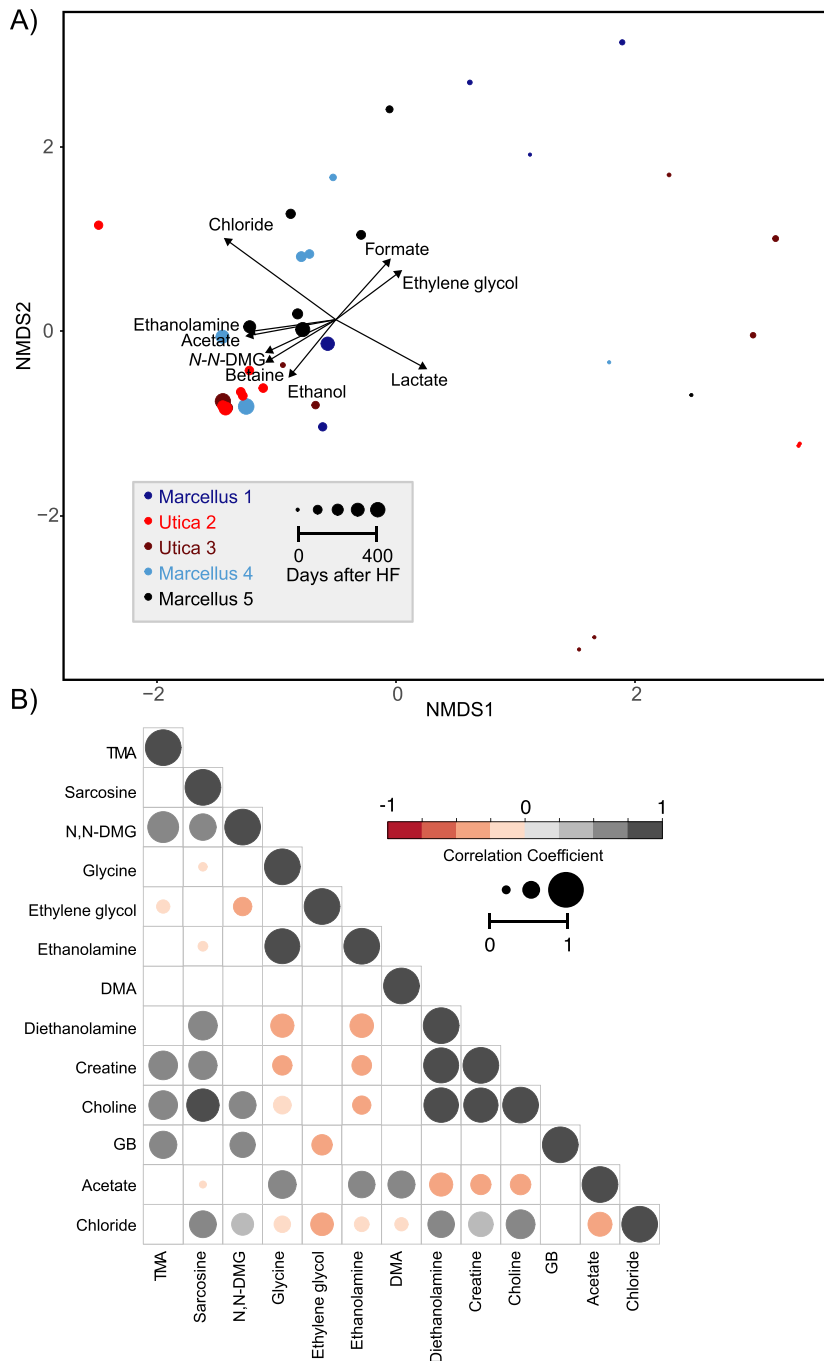 A)
2
0
−2
NMDS2
Chloride
Formate
Ethylene glycol
Ethanolamine
Acetate
N-N-DMG
Betaine
Ethanol
Lactate
Marcellus 1
Utica 2
Utica 3
Marcellus 4
Marcellus 5
0 400
Days after HF
−2 0 2
NMDS1
B)
TMA
Sarcosine
N,N-DMG
Glycine
Ethylene glycol
Ethanolamine
DMA
Diethanolamine
Creatine
Choline
GB
Acetate
Chloride
-1 0 1
Correlation Coefficient
0 1
TMA
Sarcosine
N,N-DMG
Glycine
Ethylene glycol
Ethanolamine
DMA
Diethanolamine
Creatine
Choline
GB
Acetate
Chloride